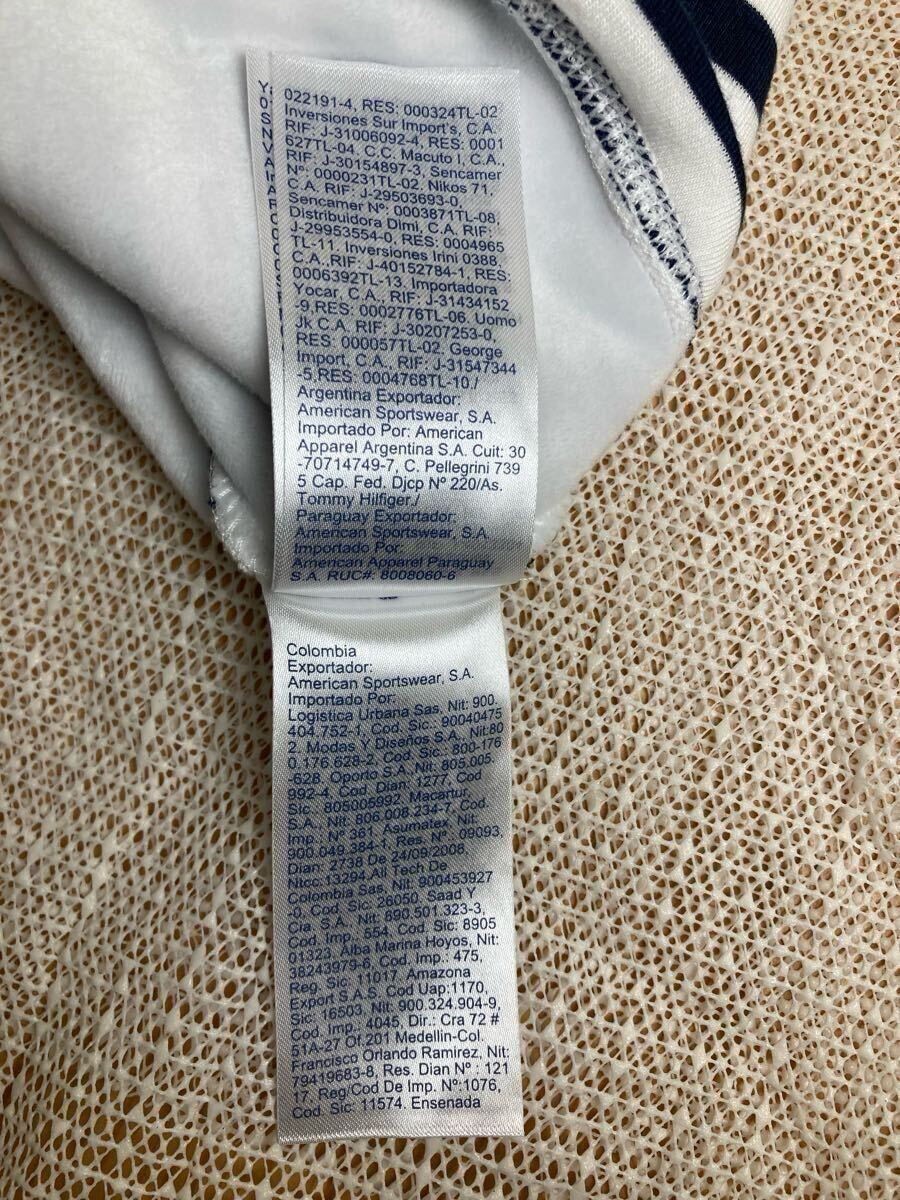 022191-4, RES: 000324TL-02
Inversiones Sur Import's, C.A.
RIF: J-31006092-4, RES: 0001
627TL-04. C.C. Macuto I, C.A.,
RIF: J-30154897-3, Sencamer
Nº: 0000231TL-02. Nikos 71,
C.A. RIF: J-29503693-0,
Sencamer Nº: 0003871TL-08,
Distribuidora Dimi, C.A. RIF:
J-29953554-0, RES: 0004965
TL-11. Inversiones Irini 0388,
C.A.,RIF: J-40152784-1, RES:
0006392TL-13. Importadora
Yocar, C.A., RIF: J-31434152
-9,RES: 0002776TL-06. Uomo
Jk C.A. RIF: J-30207253-0,
RES: 000057TL-02. George
Import, C.A., RIF: J-31547344
-5,RES: 0004768TL-10./
Argentina Exportador:
American Sportswear, S.A.
Importado Por: American
Apparel Argentina S.A. Cuit: 30
-70714749-7, C. Pellegrini 739
5 Cap. Fed. Djcp Nº 220/As.
Tommy Hilfiger./
Paraguay Exportador:
American Sportswear, S.A.
Importado Por:
American Apparel Paraguay
S.A. RUC#: 8008060-6
Colombia
Exportador:
American Sportswear, S.A.
Importado Por:
Logistica Urbana Sas, Nit: 900.
404.752-1, Cod. Sic.: 90040475
2. Modas Y Diseños S.A., Nit:80
0.176.628-2, Cod. Sic.: 800-176
-628. Oporto S.A., Nit: 805.005.
992-4, Cod. Dian: 1277, Cod
Sic: 805005992. Macartur,
S.A., Nit: 806.008.234-7, Cod.
Imp.: Nº 361. Asumatex, Nit:
900.049.384-1, Res. Nº.: 09093,
Dian: 2738 De 24/09/2008,
Ntcc:13294,All Tech De
Colombia Sas, Nit: 900453927
-0, Cod. Sic: 26050. Saad Y
Cia. S.A., Nit: 890.501.323-3,
Cod. Imp.: 554, Cod. Sic: 8905
01323, Alba Marina Hoyos, Nit:
38243979-6, Cod. Imp.: 475,
Reg. Sic: 11017. Amazona
Export S.A.S. Cod Uap:1170,
Sic: 16503, Nit: 900.324.904-9,
Cod. Imp.: 4045, Dir.: Cra 72 #
51A-27 Of.201 Medellin-Col.
Francisco Orlando Ramirez, Nit:
79419683-8, Res. Dian Nº : 121
17, Reg/Cod De Imp. Nº:1076,
Cod. Sic: 11574. Ensenada